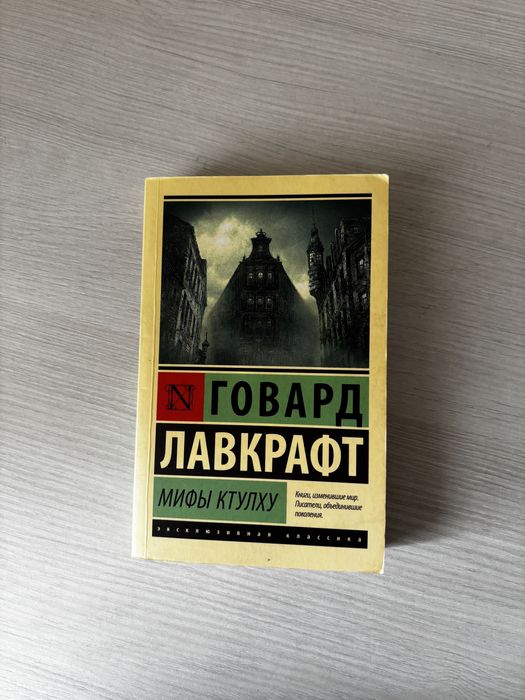 N
ГОВАРД
ЛАВКРАФТ
МИФЫ КТУЛХУ
Книги, изменившие мир.
Писатели, объединившие
поколения.
эксклюзивная классика